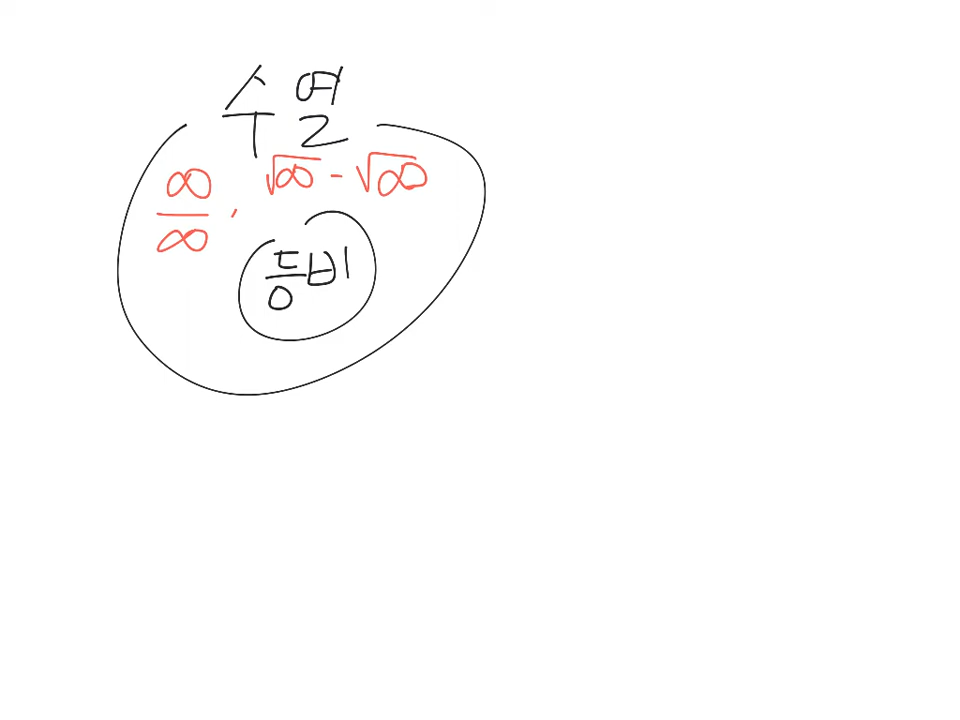 수열
∞/∞ , √∞ - √∞
등비